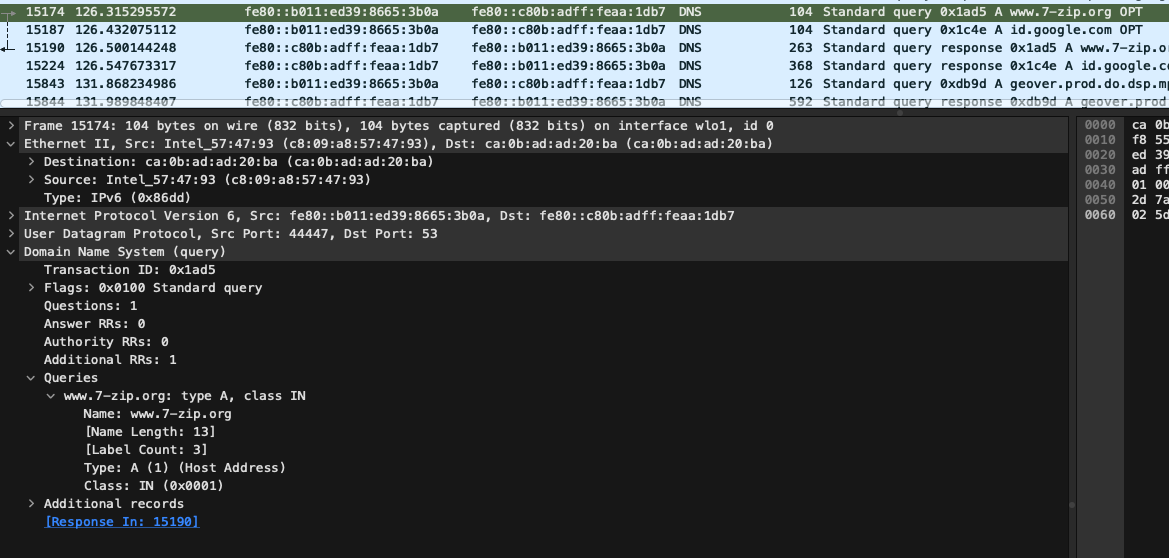 15174 126.315295572 fe80::b011:ed39:8665:3b0a fe80::c80b:adff:feaa:1db7 DNS 104 Standard query 0x1ad5 A www.7-zip.org OPT
15187 126.432075112 fe80::b011:ed39:8665:3b0a fe80::c80b:adff:feaa:1db7 DNS 104 Standard query 0x1c4e A id.google.com OPT
15190 126.500144248 fe80::c80b:adff:feaa:1db7 fe80::b011:ed39:8665:3b0a DNS 263 Standard query response 0x1ad5 A www.7-zip.o
15224 126.547673317 fe80::c80b:adff:feaa:1db7 fe80::b011:ed39:8665:3b0a DNS 368 Standard query response 0x1c4e A id.google.c
15843 131.868234986 fe80::b011:ed39:8665:3b0a fe80::c80b:adff:feaa:1db7 DNS 126 Standard query 0xdb9d A geover.prod.do.dsp.m
15844 131.989848407 fe80::c80b:adff:feaa:1db7 fe80::b011:ed39:8665:3b0a DNS 592 Standard query response 0xdb9d A geover.prod
Frame 15174: 104 bytes on wire (832 bits), 104 bytes captured (832 bits) on interface wlo1, id 0
Ethernet II, Src: Intel_57:47:93 (c8:09:a8:57:47:93), Dst: ca:0b:ad:ad:20:ba (ca:0b:ad:ad:20:ba)
Destination: ca:0b:ad:ad:20:ba (ca:0b:ad:ad:20:ba)
Source: Intel_57:47:93 (c8:09:a8:57:47:93)
Type: IPv6 (0x86dd)
Internet Protocol Version 6, Src: fe80::b011:ed39:8665:3b0a, Dst: fe80::c80b:adff:feaa:1db7
User Datagram Protocol, Src Port: 44447, Dst Port: 53
Domain Name System (query)
Transaction ID: 0x1ad5
Flags: 0x0100 Standard query
Questions: 1
Answer RRs: 0
Authority RRs: 0
Additional RRs: 1
Queries
www.7-zip.org: type A, class IN
Name: www.7-zip.org
[Name Length: 13]
[Label Count: 3]
Type: A (1) (Host Address)
Class: IN (0x0001)
Additional records
[Response In: 15190]
0000 ca 0b
0010 f8 55
0020 ed 39
0030 ad ff
0040 01 00
0050 2d 7a
0060 02 5d